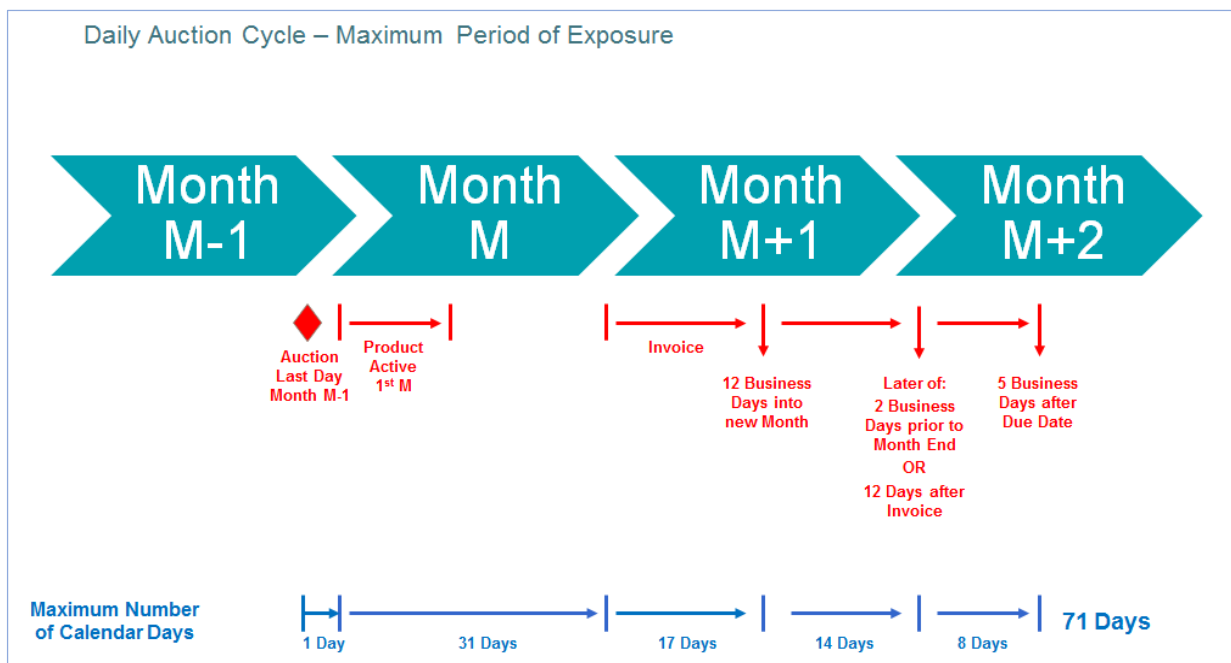 Daily Auction Cycle – Maximum Period of Exposure
Month
M-1
Month
M
Month
M+1
Month
M+2
Auction
Last Day
Month M-1
Product
Active
1st M
Invoice
12 Business
Days into
new Month
Later of:
2 Business
Days prior to
Month End
OR
12 Days after
Invoice
5 Business
Days after
Due Date
Maximum Number
of Calendar Days
1 Day
31 Days
17 Days
14 Days
8 Days
71 Days